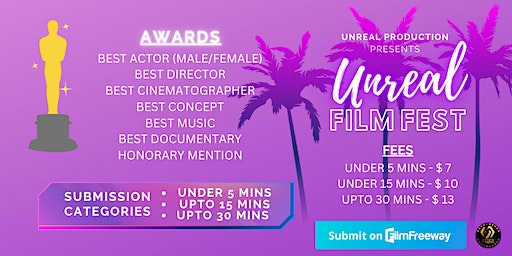 AWARDS
BEST ACTOR (MALE/FEMALE)
BEST DIRECTOR
BEST CINEMATOGRAPHER
BEST CONCEPT
BEST MUSIC
BEST DOCUMENTARY
HONORARY MENTION
SUBMISSION
CATEGORIES
• UNDER 5 MINS
• UPTO 15 MINS
• UPTO 30 MINS
UNREAL PRODUCTION
PRESENTS
Unreal
FILM FEST
FEES
UNDER 5 MINS - $ 7
UNDER 15 MINS - $ 10
UPTO 30 MINS - $ 13
Submit on FilmFreeway